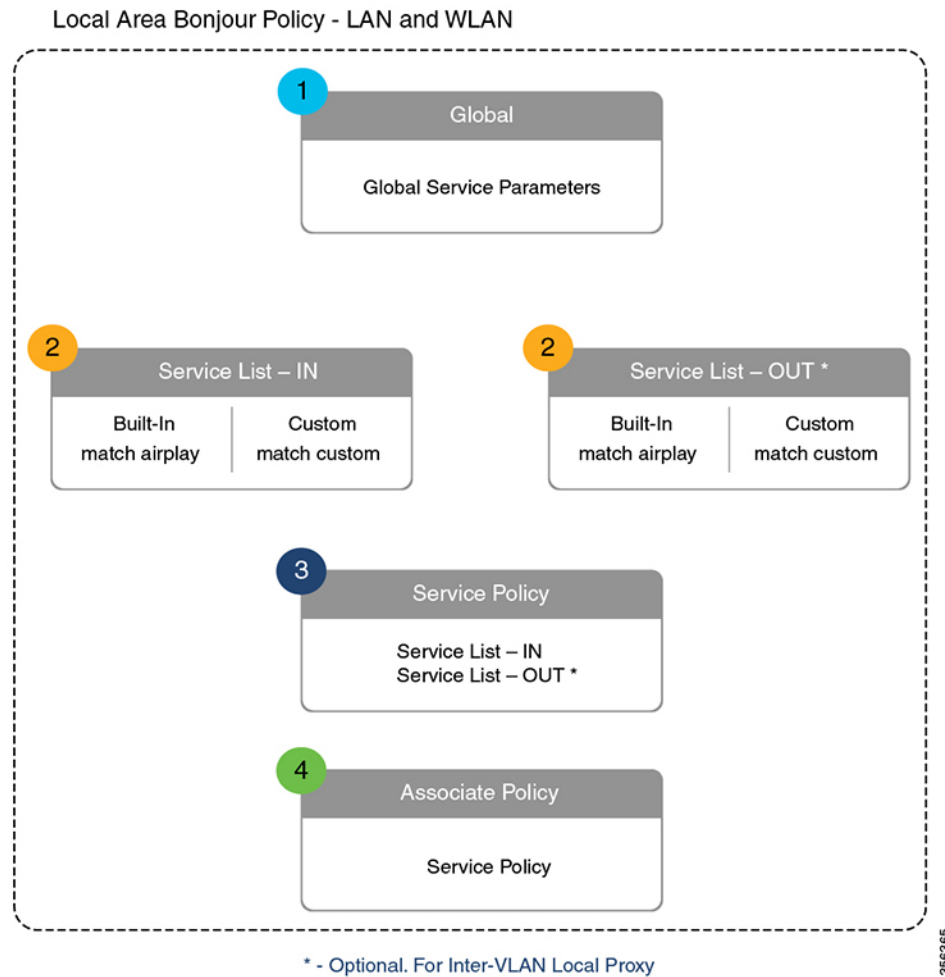 Local Area Bonjour Policy - LAN and WLAN
1
Global
Global Service Parameters
2
Service List – IN
Built-In
match airplay
Custom
match custom
2
Service List – OUT *
Built-In
match airplay
Custom
match custom
3
Service Policy
Service List – IN
Service List – OUT *
4
Associate Policy
Service Policy
* - Optional. For Inter-VLAN Local Proxy